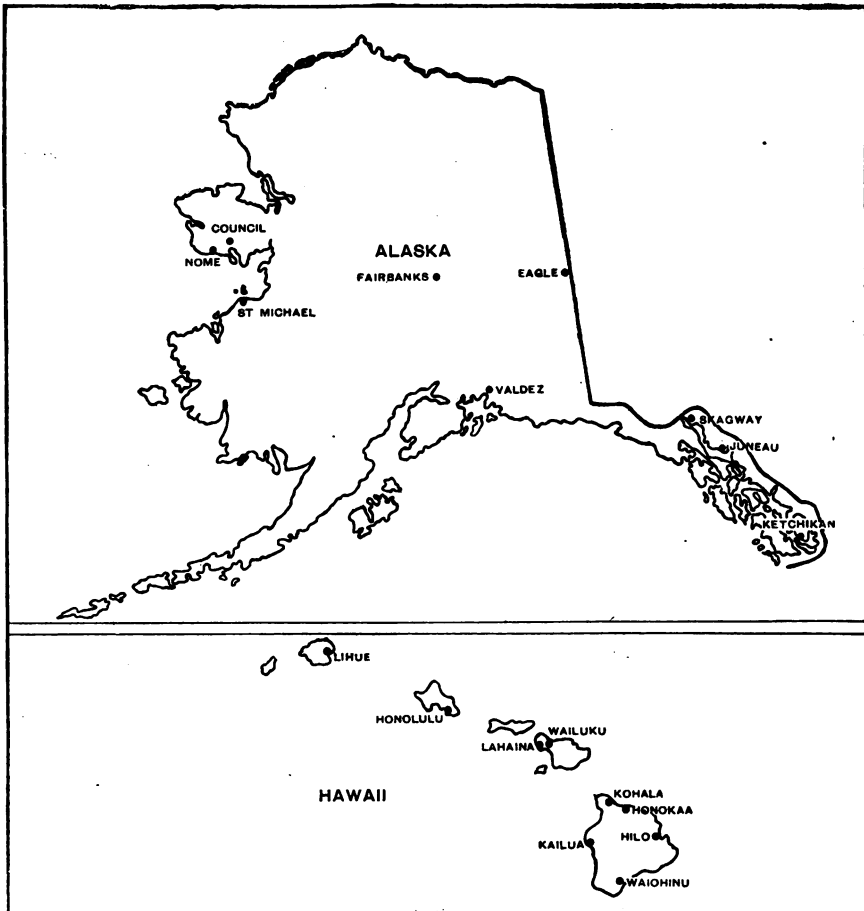 COUNCIL
ALASKA
NOME
FAIRBANKS
EAGLE
ST MICHAEL
VALDEZ
SKAGWAY
JUNEAU
KETCHIKAN
LIHUE
HONOLULU
WAILUKU
LAHAINA
HAWAII
KOHALA
HONOKAA
HILO
KAILUA
WAIOHINU